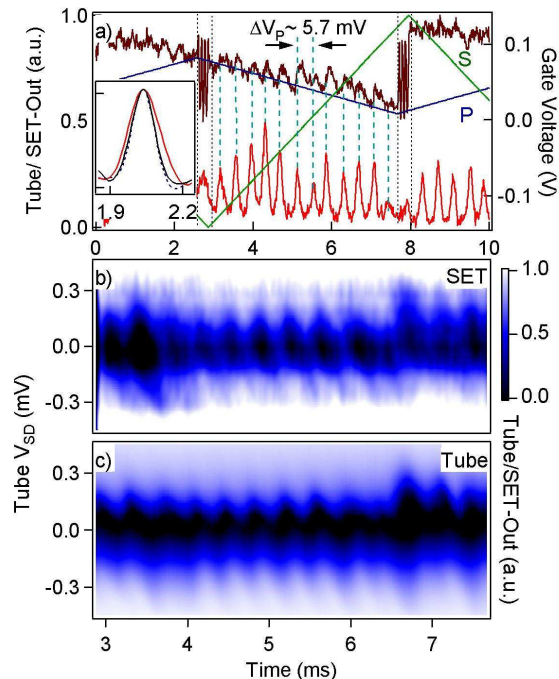 a)
ΔV_P ~ 5.7 mV
Tube/ SET-Out (a.u.)
1.0
0.5
0.0
S
P
0.1
0.0
-0.1
Gate Voltage (V)
1.9 2.2
0 2 4 6 8 10
b)
SET
0.3
0.0
-0.3
1.0
0.5
0.0
Tube V_SD (mV)
Tube/SET-Out (a.u.)
c)
Tube
0.3
0.0
-0.3
3 4 5 6 7
Time (ms)